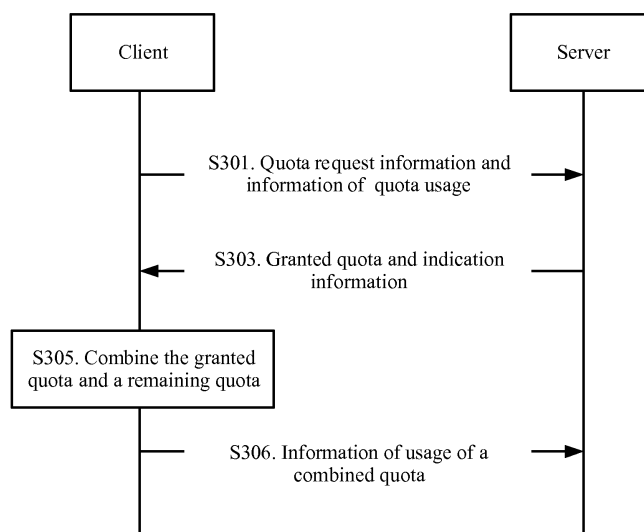 Client
Server
S301. Quota request information and
information of quota usage
S303. Granted quota and indication
information
S305. Combine the granted
quota and a remaining quota
S306. Information of usage of a
combined quota